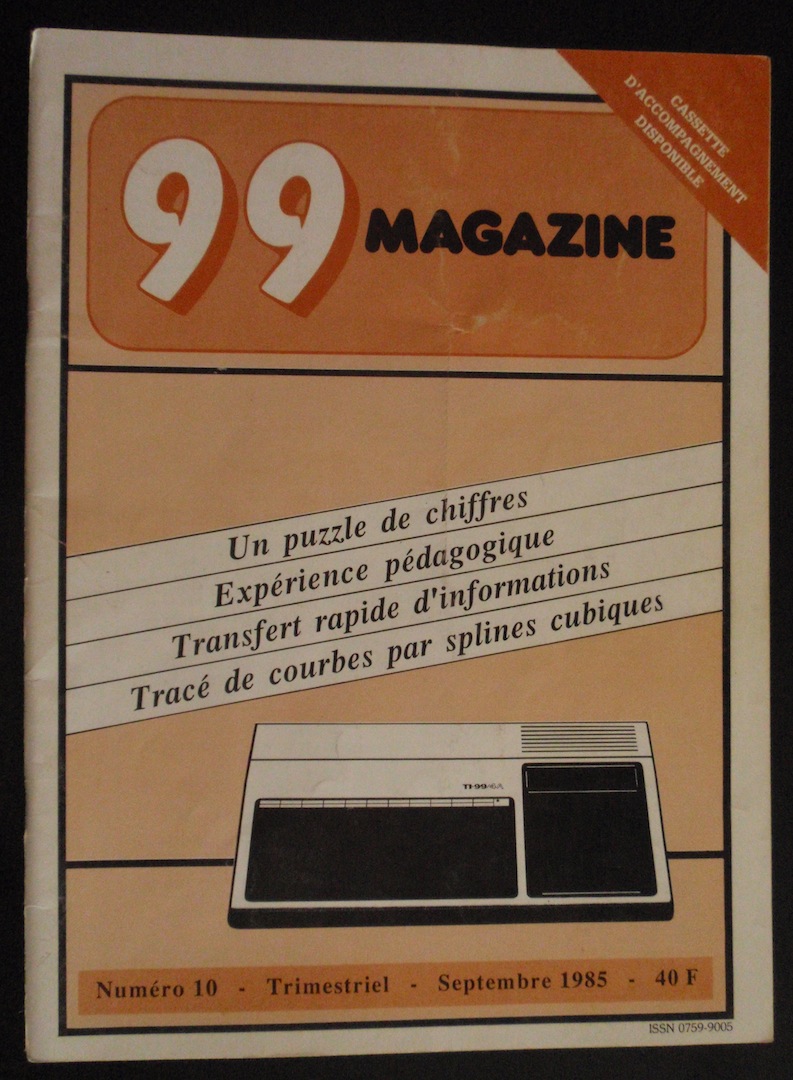 CASSETTE
D'ACCOMPAGNEMENT
DISPONIBLE
99 MAGAZINE
Un puzzle de chiffres
Expérience pédagogique
Transfert rapide d'informations
Tracé de courbes par splines cubiques
TI-99/4A
Numéro 10 - Trimestriel - Septembre 1985 - 40 F
ISSN 0759-9005